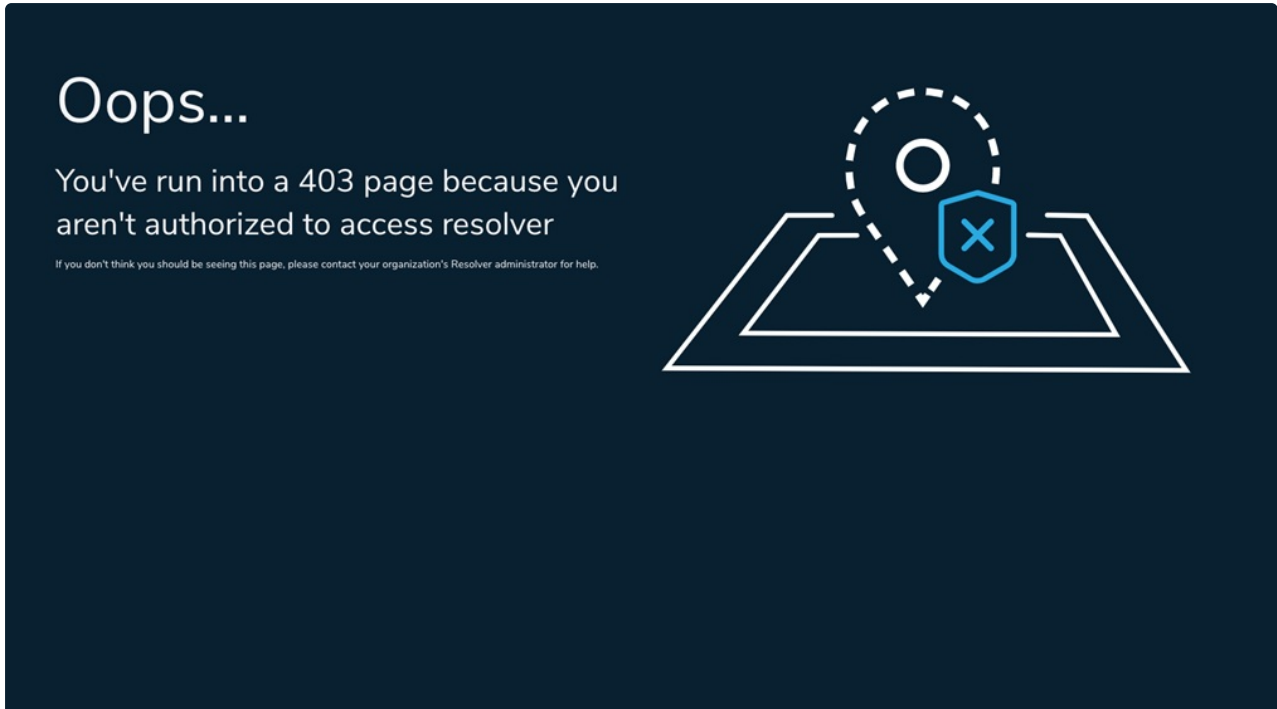 Oops...
You've run into a 403 page because you
aren't authorized to access resolver
If you don't think you should be seeing this page, please contact your organization's Resolver administrator for help.